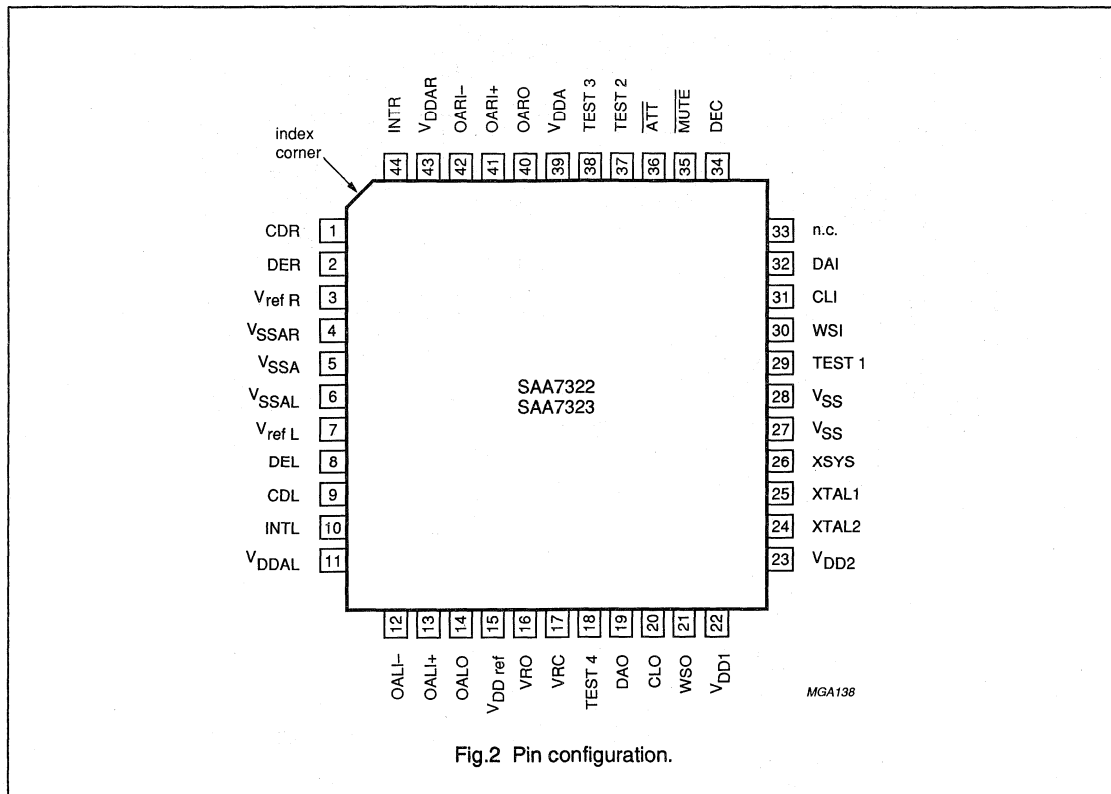 INTR
VDDAR
OARI–
OARI+
OARO
VDDA
TEST 3
TEST 2
ATT
MUTE
DEC
index
corner
44 43 42 41 40 39 38 37 36 35 34
CDR 1
DER 2
Vref R 3
VSSAR 4
VSSA 5
VSSAL 6
Vref L 7
DEL 8
CDL 9
INTL 10
VDDAL 11
SAA7322
SAA7323
33 n.c.
32 DAI
31 CLI
30 WSI
29 TEST 1
28 VSS
27 VSS
26 XSYS
25 XTAL1
24 XTAL2
23 VDD2
12 13 14 15 16 17 18 19 20 21 22
OALI–
OALI+
OALO
VDD ref
VRO
VRC
TEST 4
DAO
CLO
WSO
VDD1
MGA138
Fig.2 Pin configuration.